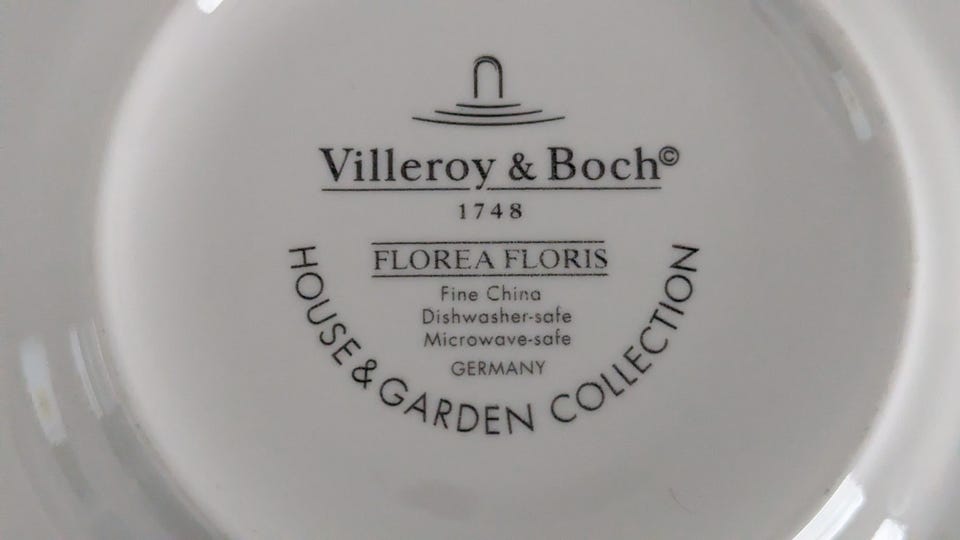 Villeroy & Boch©
1748
FLOREA FLORIS
Fine China
Dishwasher-safe
Microwave-safe
GERMANY
HOUSE & GARDEN COLLECTION